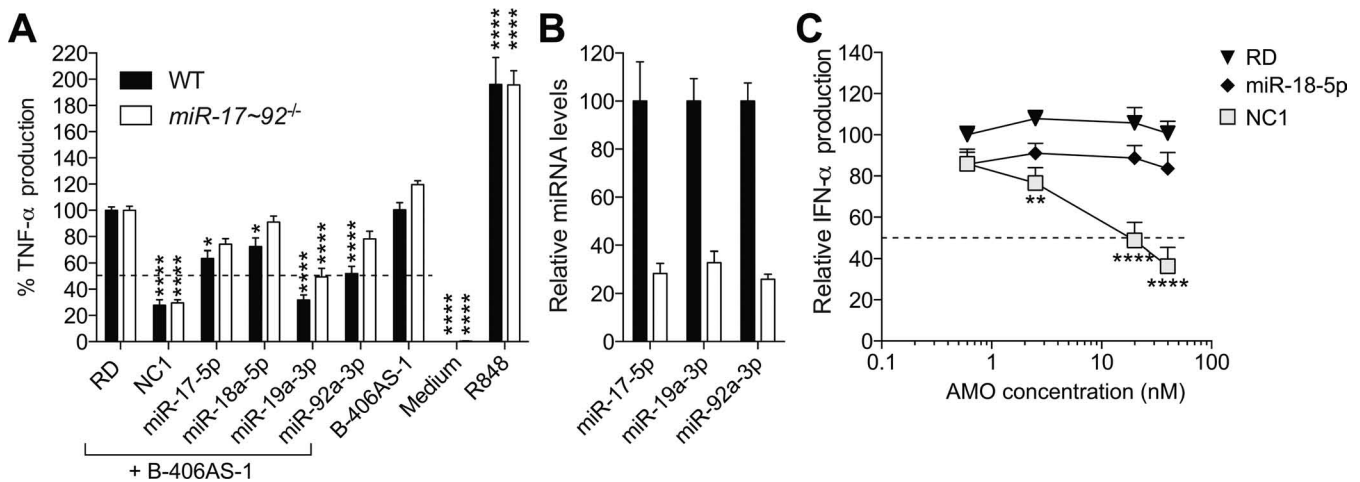 A
% TNF-α production
220
200
180
160
140
120
100
80
60
40
20
0
WT
miR-17~92-/-
****
****
*
*
****
****
****
****
****
****
****
RD
NC1
miR-17-5p
miR-18a-5p
miR-19a-3p
miR-92a-3p
B-406AS-1
Medium
R848
+ B-406AS-1
B
Relative miRNA levels
120
100
80
60
40
20
0
miR-17-5p
miR-19a-3p
miR-92a-3p
C
Relative IFN-α production
140
120
100
80
60
40
20
0
**
****
****
0.1
1
10
100
AMO concentration (nM)
RD
miR-18-5p
NC1